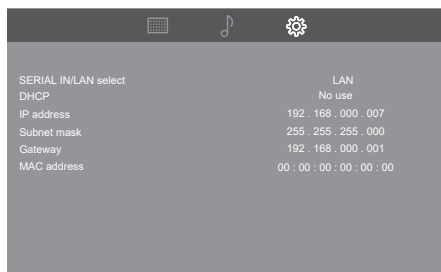 SERIAL IN/LAN select LAN
DHCP No use
IP address 192 . 168 . 000 . 007
Subnet mask 255 . 255 . 255 . 000
Gateway 192 . 168 . 000 . 001
MAC address 00 : 00 : 00 : 00 : 00 : 00